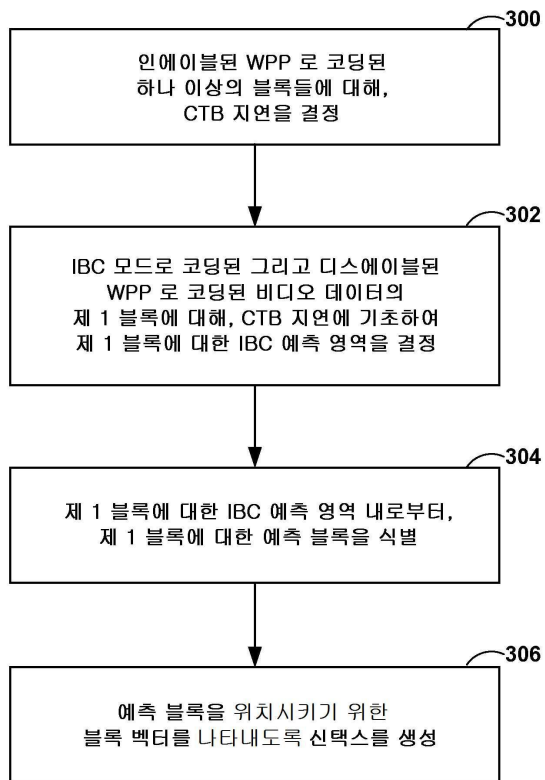 300
인에이블된 WPP 로 코딩된
하나 이상의 블록들에 대해,
CTB 지연을 결정
302
IBC 모드로 코딩된 그리고 디스에이블된
WPP 로 코딩된 비디오 데이터의
제 1 블록에 대해, CTB 지연에 기초하여
제 1 블록에 대한 IBC 예측 영역을 결정
304
제 1 블록에 대한 IBC 예측 영역 내로부터,
제 1 블록에 대한 예측 블록을 식별
306
예측 블록을 위치시키기 위한
블록 벡터를 나타내도록 신택스를 생성